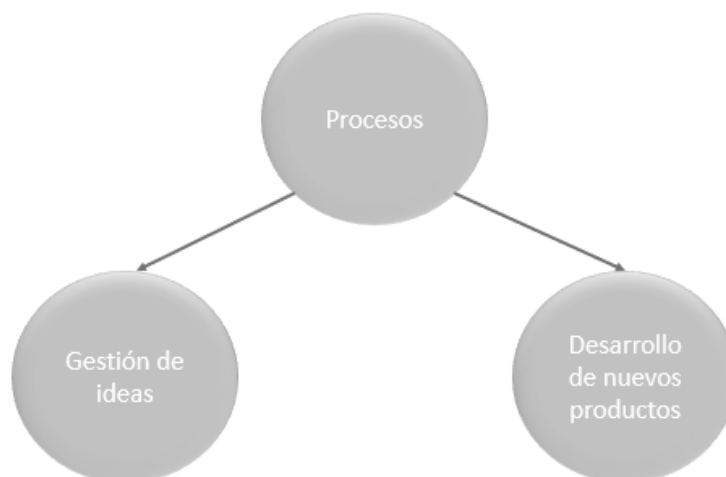 Procesos
Gestión de
ideas
Desarrollo
de nuevos
productos